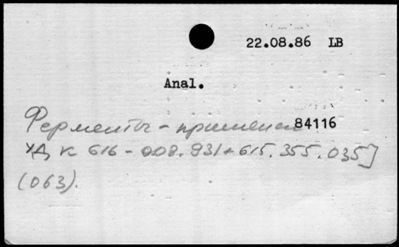 22.08.86 LB
Anal.
Ферменты - применен 84116
УДК 616-008.931+615.355.035]
(063).